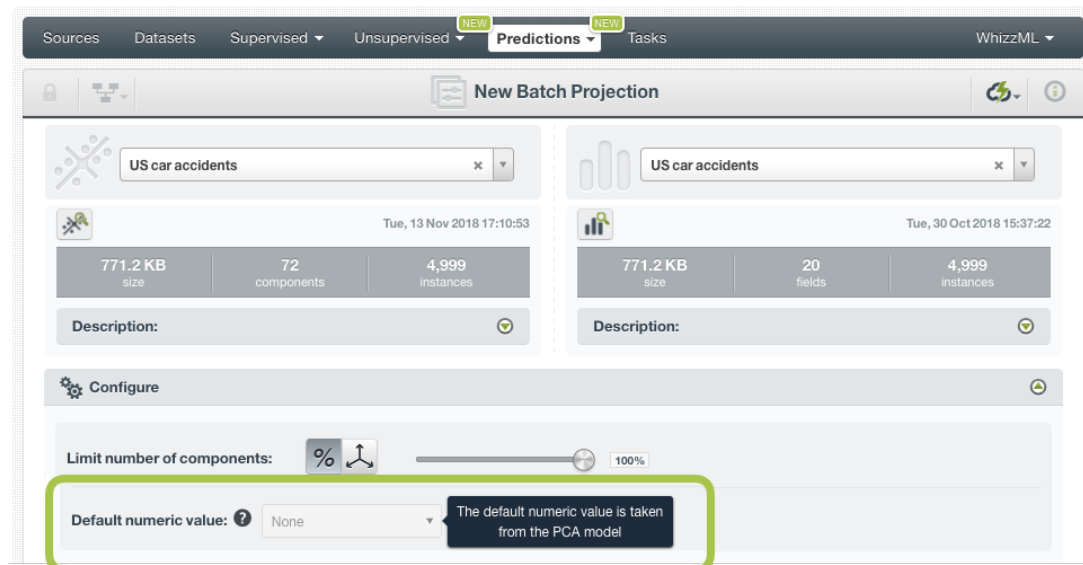 NEW NEW
Sources Datasets Supervised Unsupervised Predictions Tasks WhizzML
New Batch Projection
US car accidents
US car accidents
Tue, 13 Nov 2018 17:10:53
Tue, 30 Oct 2018 15:37:22
771.2 KB 72 4,999
size components instances
771.2 KB 20 4,999
size fields instances
Description:
Description:
Configure
Limit number of components: % 100%
Default numeric value: ? None
The default numeric value is taken
from the PCA model